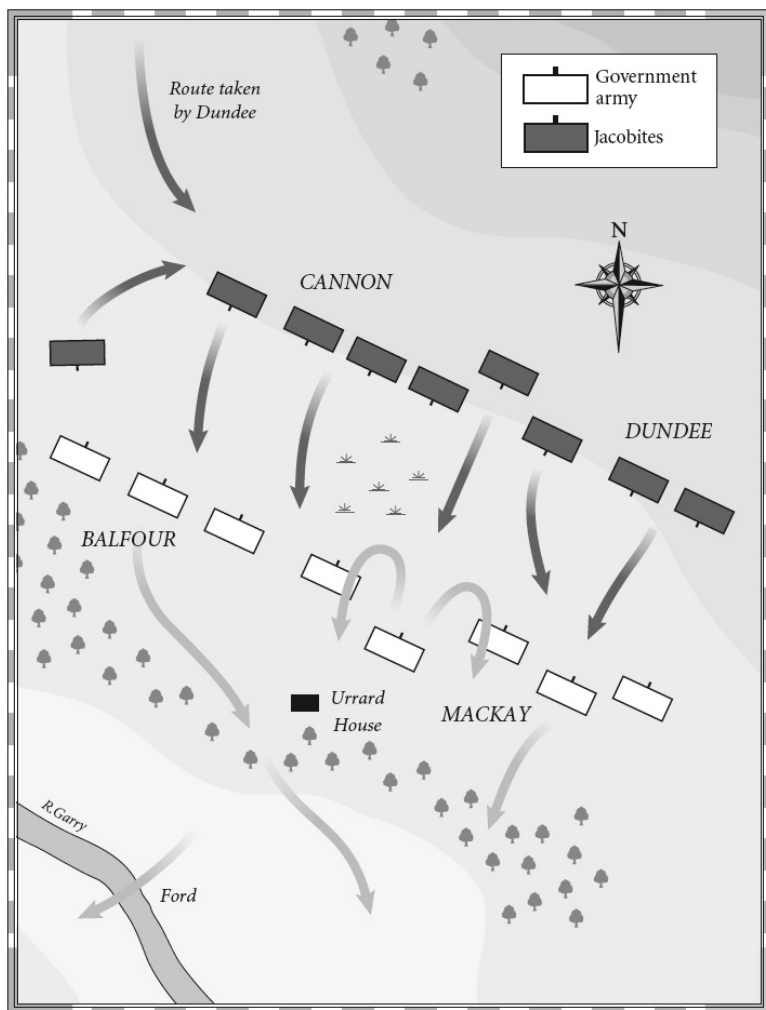 Route taken
by Dundee
Government
army
Jacobites
N
CANNON
DUNDEE
BALFOUR
Urrard
House
MACKAY
R.Garry
Ford